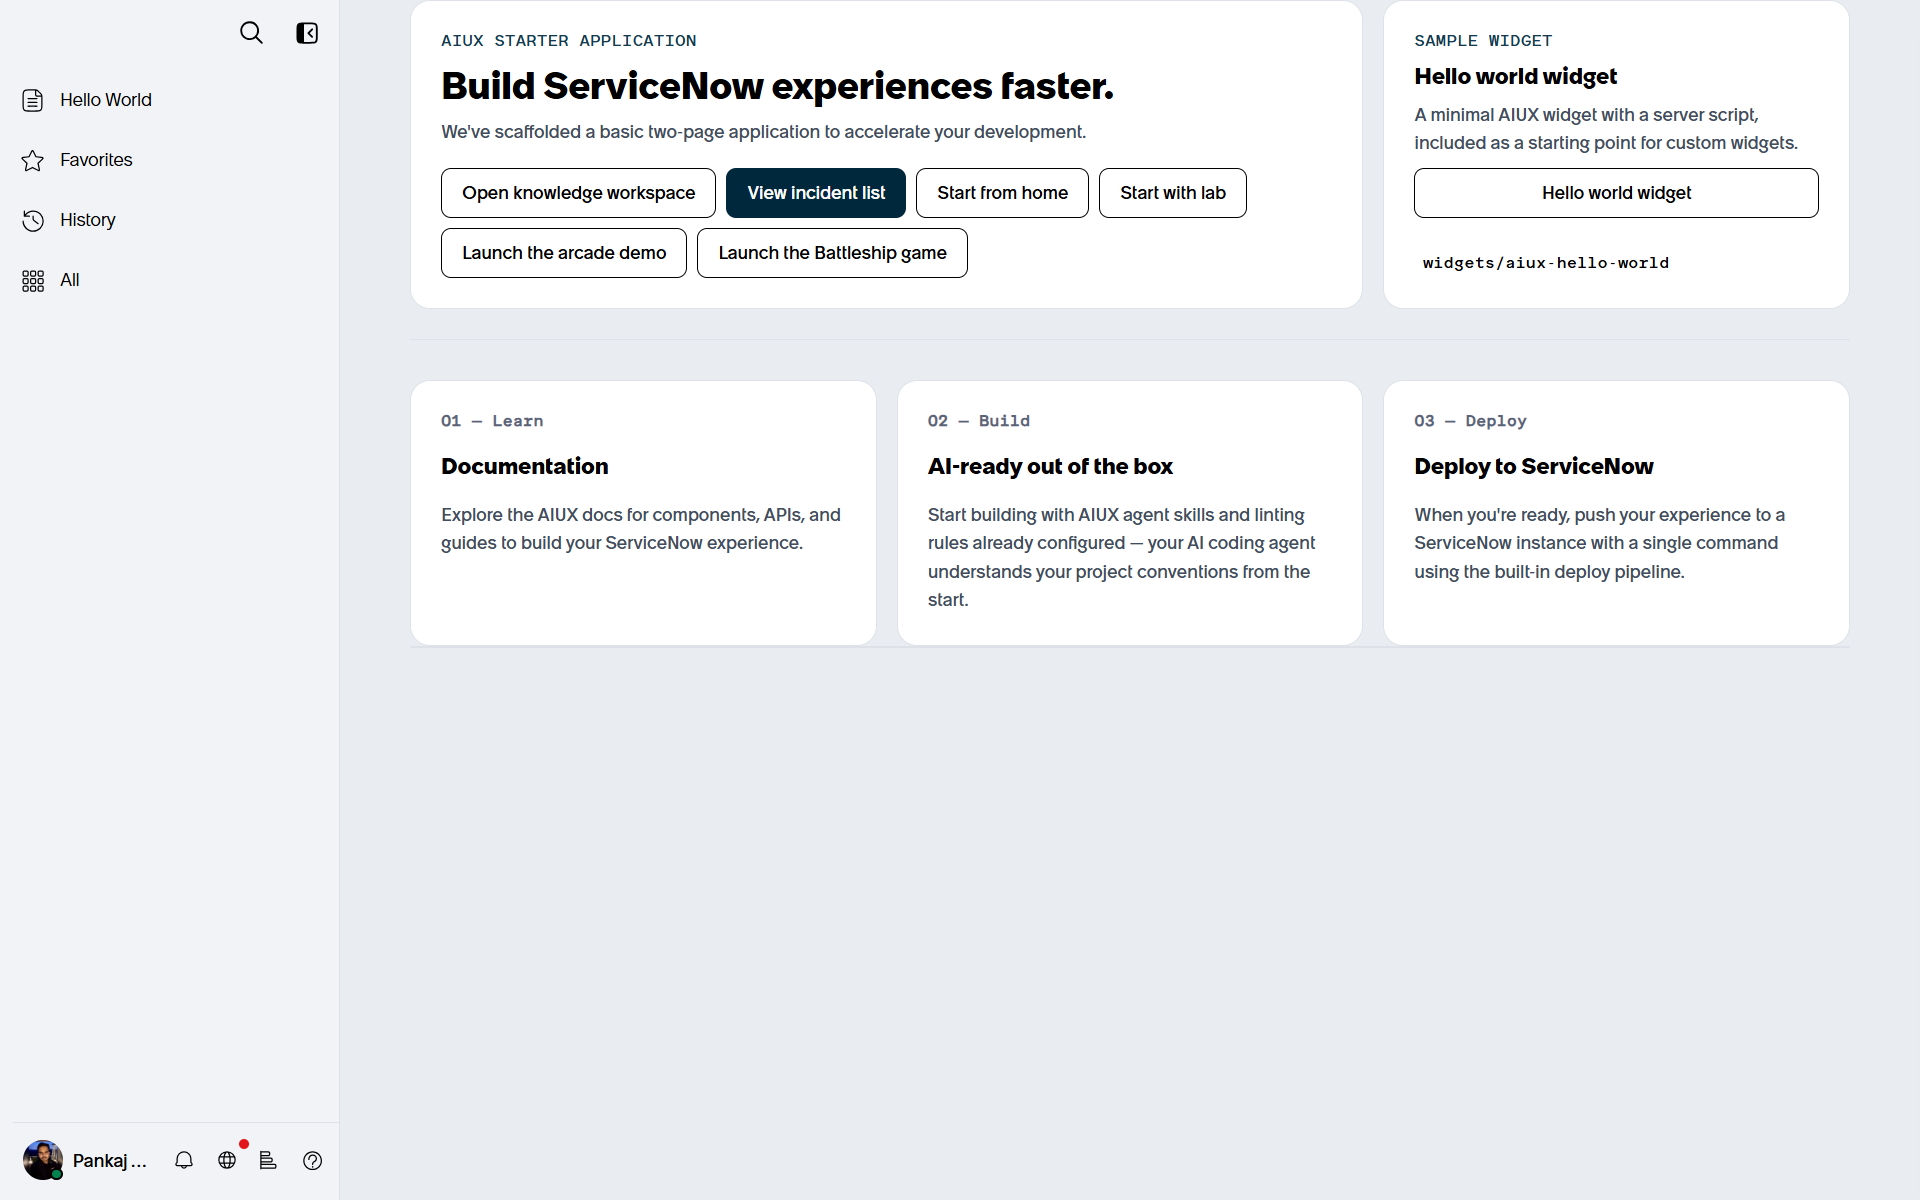 Hello World
Favorites
History
All
Pankaj ...
AIUX STARTER APPLICATION
Build ServiceNow experiences faster.
We've scaffolded a basic two-page application to accelerate your development.
Open knowledge workspace
View incident list
Start from home
Start with lab
Launch the arcade demo
Launch the Battleship game
SAMPLE WIDGET
Hello world widget
A minimal AIUX widget with a server script,
included as a starting point for custom widgets.
Hello world widget
widgets/aiux-hello-world
01 — Learn
Documentation
Explore the AIUX docs for components, APIs, and
guides to build your ServiceNow experience.
02 — Build
AI-ready out of the box
Start building with AIUX agent skills and linting
rules already configured — your AI coding agent
understands your project conventions from the
start.
03 — Deploy
Deploy to ServiceNow
When you're ready, push your experience to a
ServiceNow instance with a single command
using the built-in deploy pipeline.